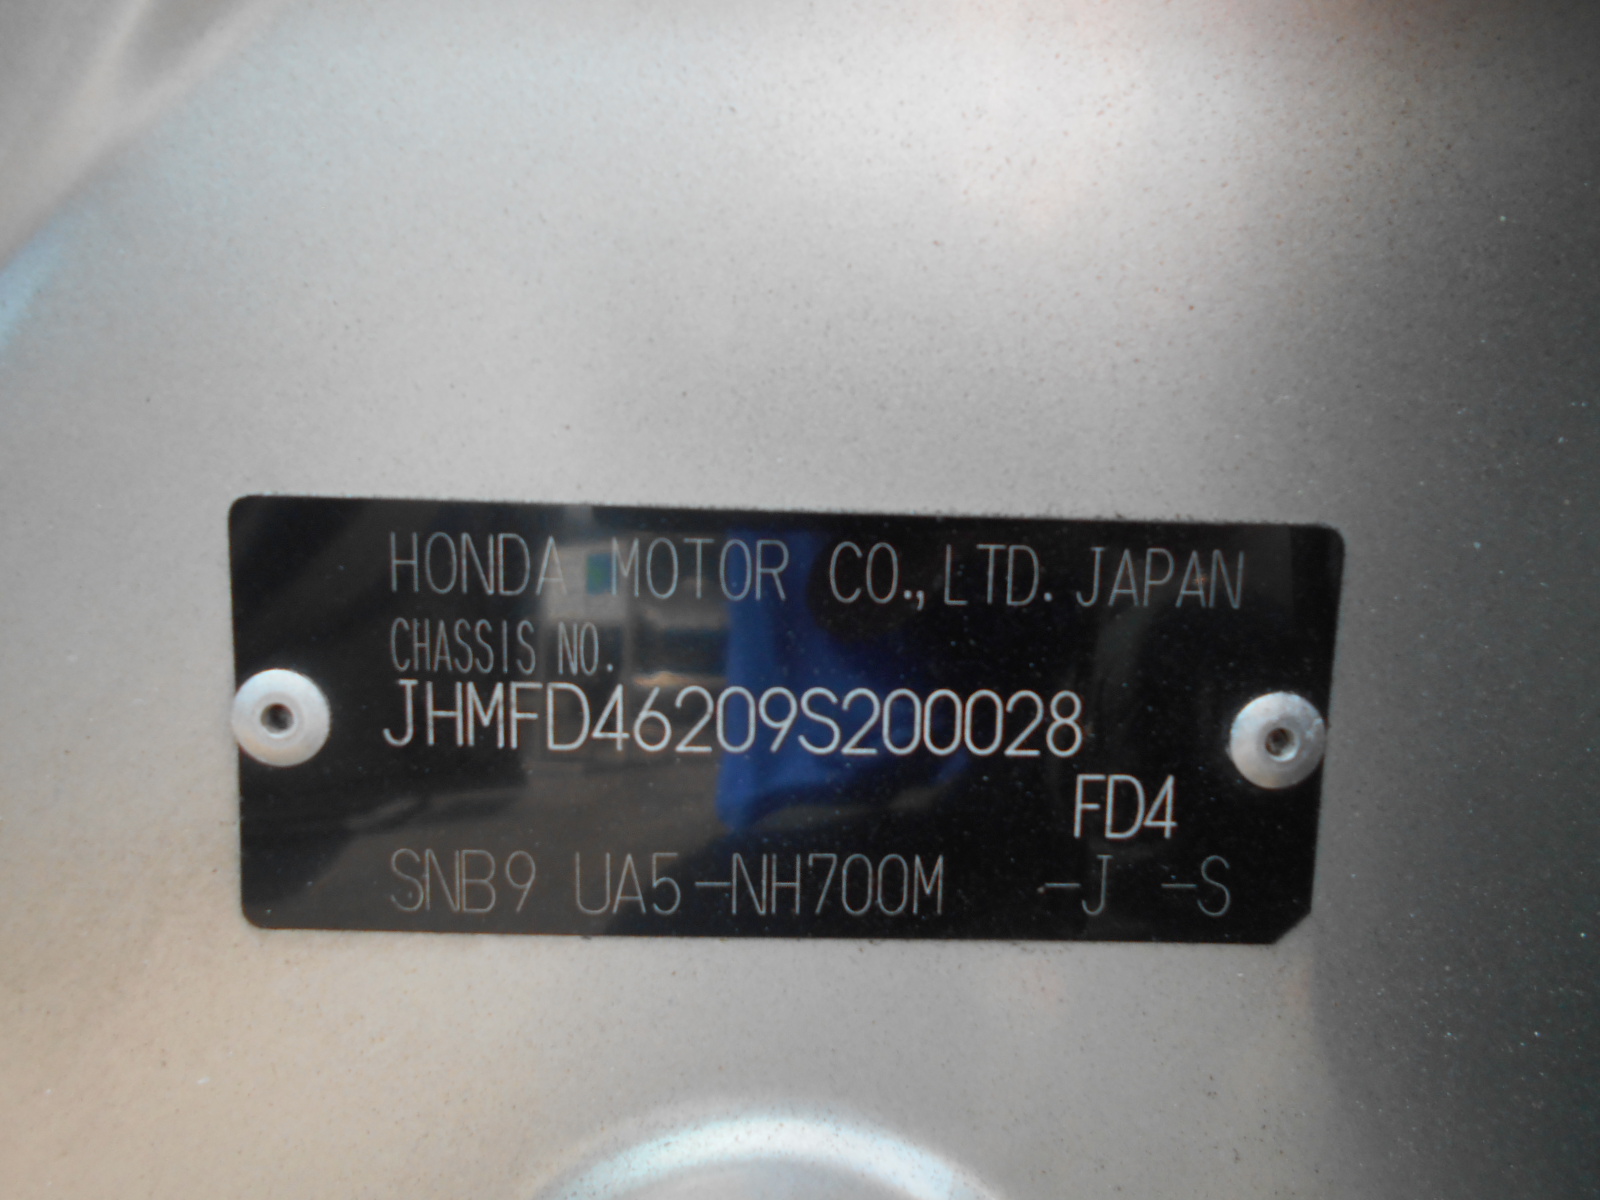 HONDA MOTOR CO., LTD. JAPAN
CHASSIS NO.
JHMFD46209S200028
FD4
SNB9 UA5-NH700M -J -S